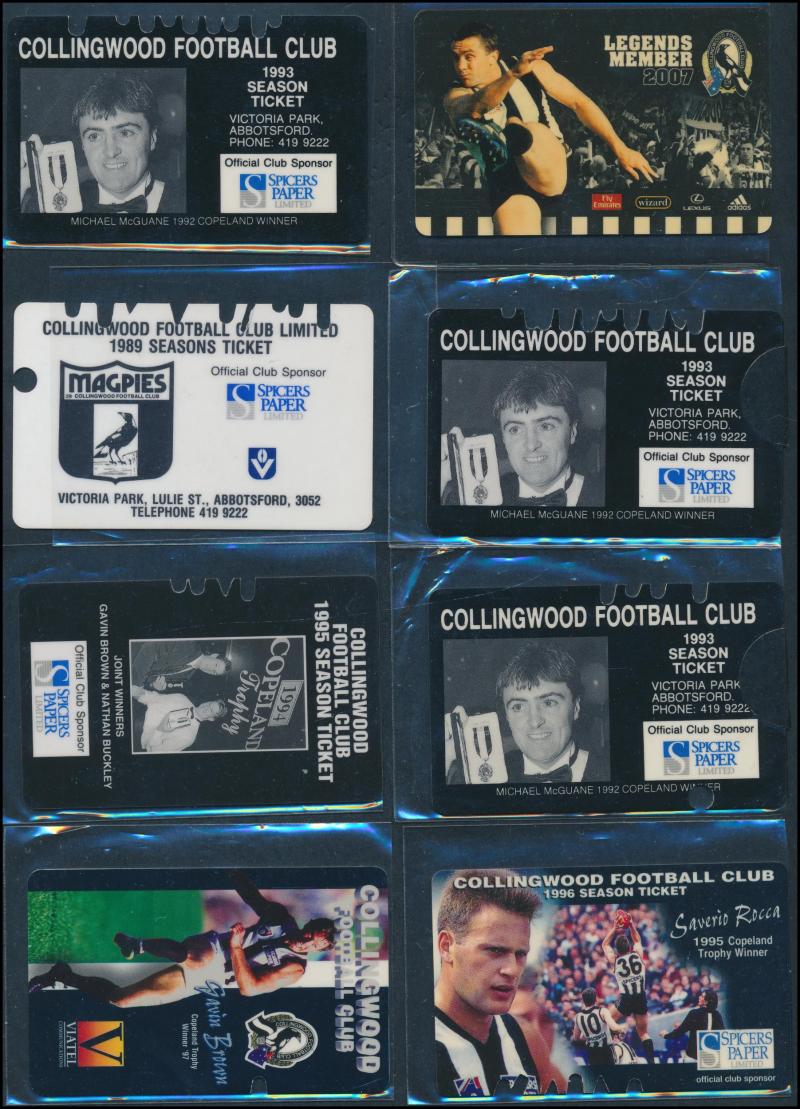 COLLINGWOOD FOOTBALL CLUB
1993
SEASON
TICKET
VICTORIA PARK,
ABBOTSFORD.
PHONE: 419 9222
Official Club Sponsor
SPICERS
PAPER
LIMITED
MICHAEL McGUANE 1992 COPELAND WINNER
LEGENDS
MEMBER
2007
Fly
Emirates
wizard
LEXUS
adidas
COLLINGWOOD FOOTBALL CLUB LIMITED
1989 SEASONS TICKET
MAGPIES
COLLINGWOOD FOOTBALL CLUB
Official Club Sponsor
SPICERS
PAPER
LIMITED
VICTORIA PARK, LULIE ST., ABBOTSFORD, 3052
TELEPHONE 419 9222
COLLINGWOOD FOOTBALL CLUB
1993
SEASON
TICKET
VICTORIA PARK,
ABBOTSFORD.
PHONE: 419 9222
Official Club Sponsor
SPICERS
PAPER
LIMITED
MICHAEL McGUANE 1992 COPELAND WINNER
COLLINGWOOD
FOOTBALL CLUB
1995 SEASON TICKET
1994
COPELAND
Trophy
JOINT WINNERS
GAVIN BROWN & NATHAN BUCKLEY
Official Club Sponsor
SPICERS
PAPER
LIMITED
COLLINGWOOD FOOTBALL CLUB
1993
SEASON
TICKET
VICTORIA PARK
ABBOTSFORD.
PHONE: 419 9222
Official Club Sponsor
SPICERS
PAPER
LIMITED
MICHAEL McGUANE 1992 COPELAND WINNER
COLLINGWOOD
FOOTBALL CLUB
Gavin Brown
Copeland Trophy
Winner '97
V
VIATEL
COMMUNICATIONS
COLLINGWOOD FOOTBALL CLUB
1996 SEASON TICKET
Saverio Rocca
1995 Copeland
Trophy Winner
36
SPICERS
10
SPICERS
PAPER
LIMITED
official club sponsor